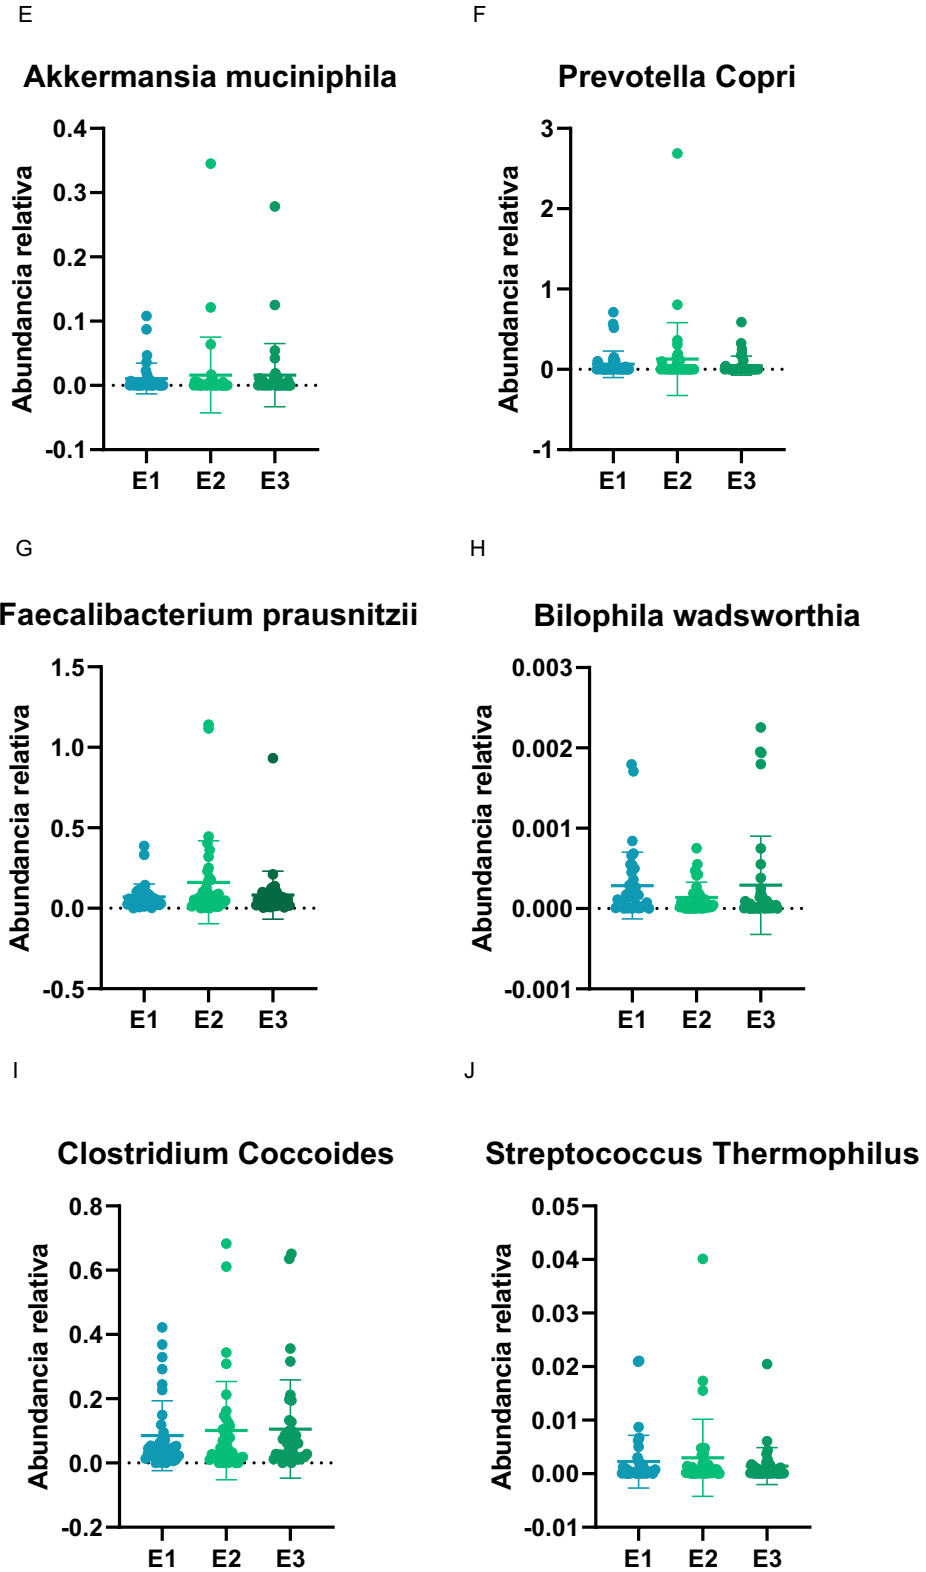 E
F
Akkermansia muciniphila
Prevotella Copri
Abundancia relativa
0.4
0.3
0.2
0.1
0.0
-0.1
E1 E2 E3
Abundancia relativa
3
2
1
0
-1
E1 E2 E3
G
H
Faecalibacterium prausnitzii
Bilophila wadsworthia
Abundancia relativa
1.5
1.0
0.5
0.0
-0.5
E1 E2 E3
Abundancia relativa
0.003
0.002
0.001
0.000
-0.001
E1 E2 E3
I
J
Clostridium Coccoides
Streptococcus Thermophilus
Abundancia relativa
0.8
0.6
0.4
0.2
0.0
-0.2
E1 E2 E3
Abundancia relativa
0.05
0.04
0.03
0.02
0.01
0.00
-0.01
E1 E2 E3